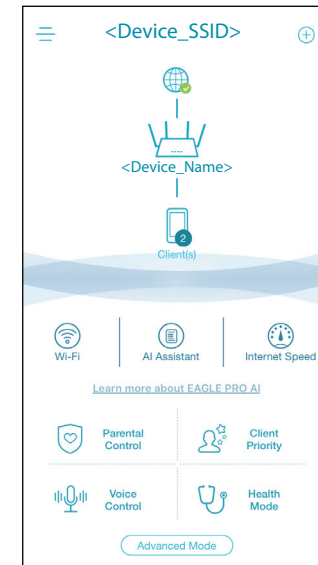 <Device_SSID>
<Device_Name>
2
Client(s)
Wi-Fi
AI Assistant
Internet Speed
Learn more about EAGLE PRO AI
Parental
Control
Client
Priority
Voice
Control
Health
Mode
Advanced Mode